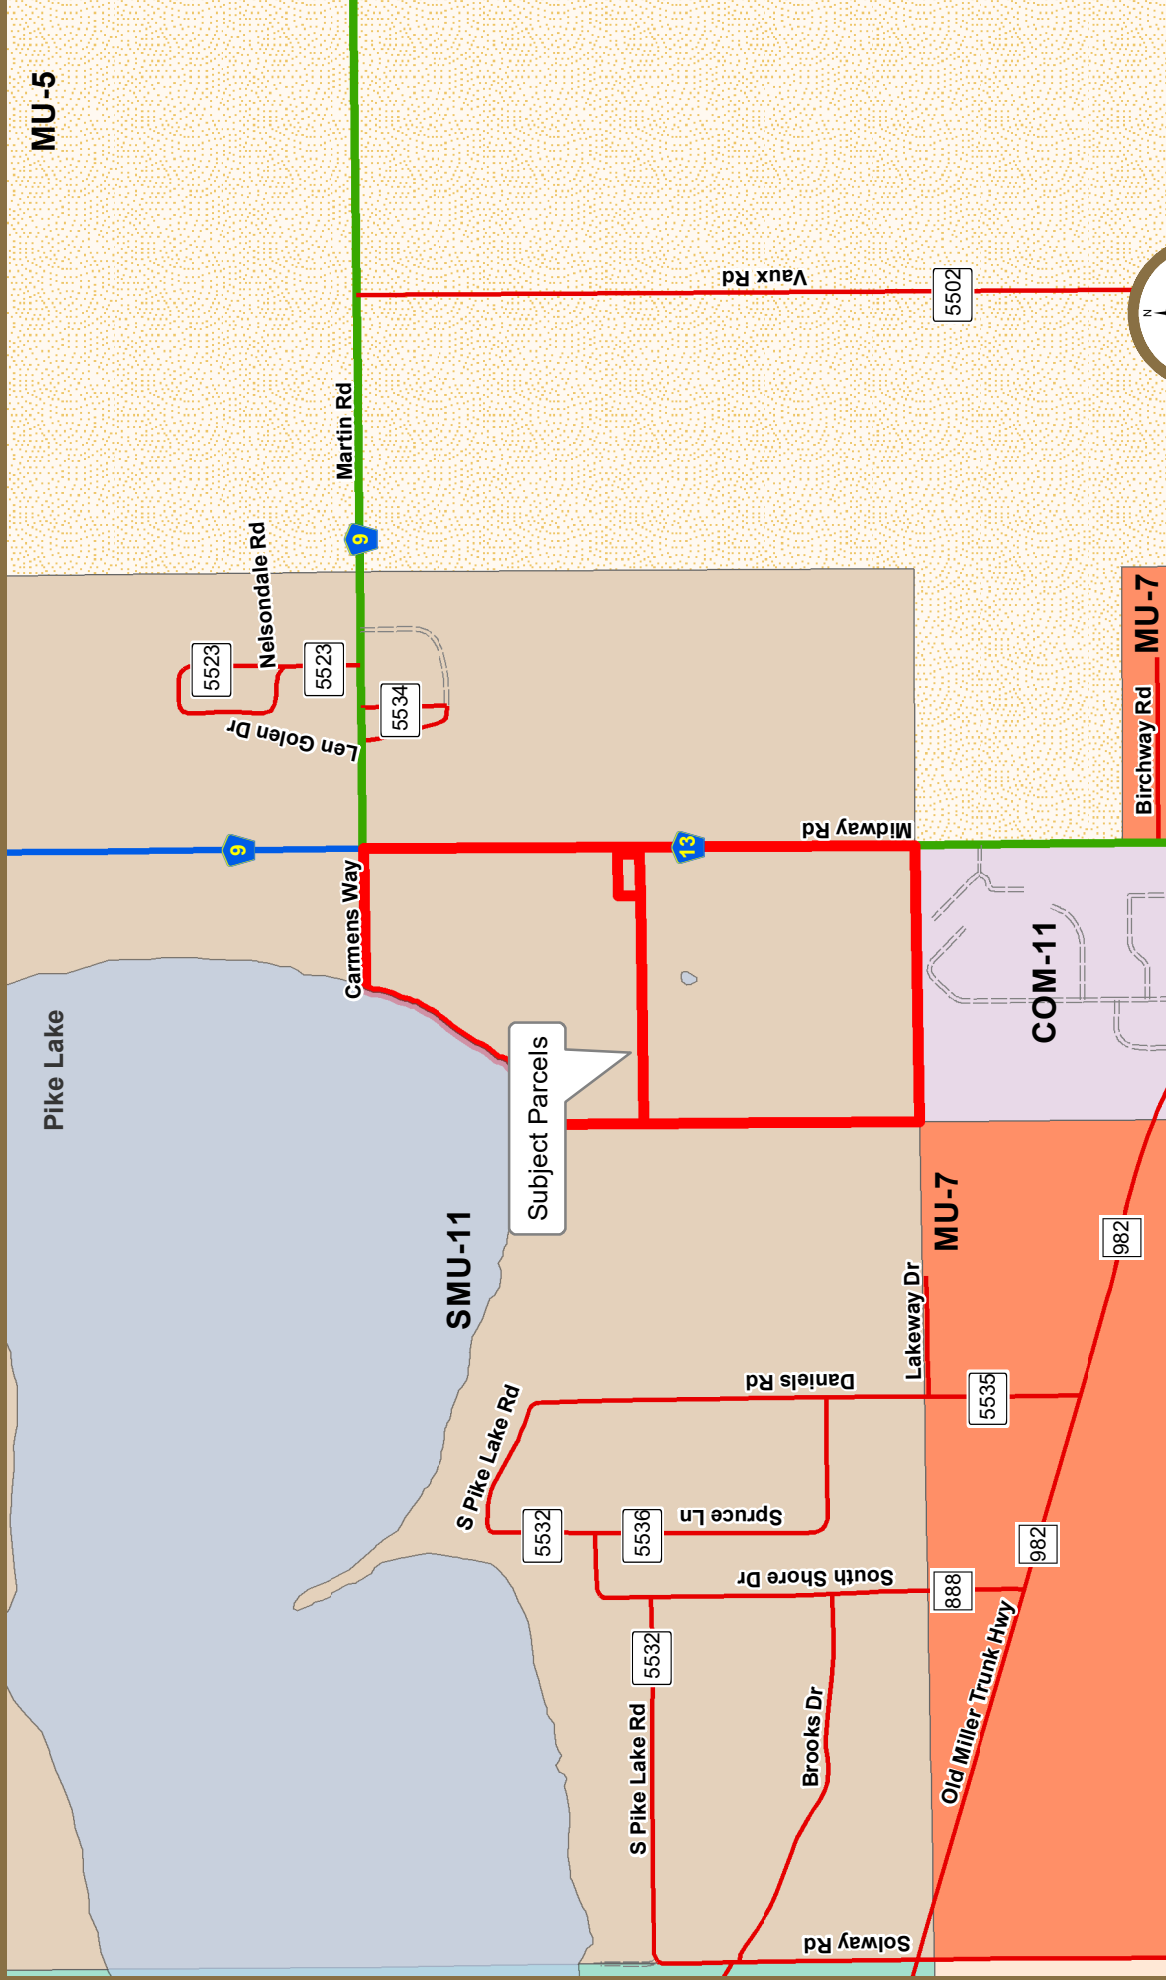 MU-5
Martin Rd
Vaux Rd
5502
N
9
Nelsondale Rd
5523
5523
5534
Len Golen Dr
MU-7
Birchway Rd
9
13
Midway Rd
Carmens Way
Pike Lake
COM-11
Subject Parcels
SMU-11
MU-7
982
Lakeway Dr
Daniels Rd
5535
S Pike Lake Rd
5532
5536
Spruce Ln
982
South Shore Dr
888
5532
S Pike Lake Rd
Brooks Dr
Old Miller Trunk Hwy
Solway Rd